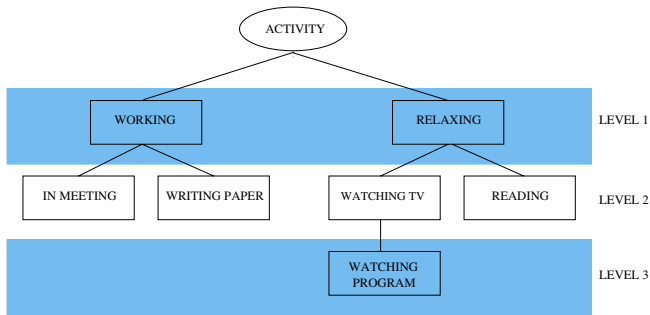 ACTIVITY
WORKING
RELAXING
LEVEL 1
IN MEETING
WRITING PAPER
WATCHING TV
READING
LEVEL 2
WATCHING
PROGRAM
LEVEL 3